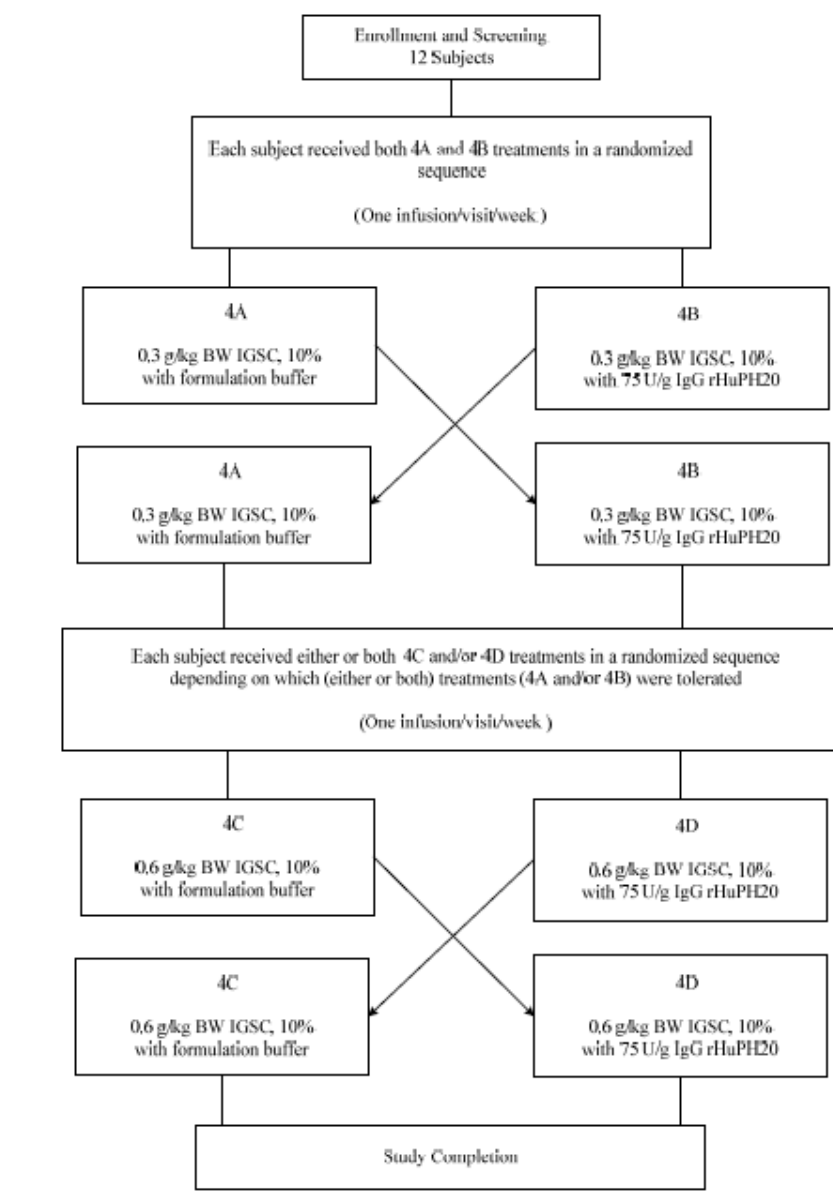 Enrollment and Screening
12 Subjects
Each subject received both 4A and 4B treatments in a randomized
sequence
(One infusion/visit/week )
4A
0.3 g/kg BW IGSC, 10%
with formulation buffer
4B
0.3 g/kg BW IGSC, 10%
with 75 U/g IgG rHuPH20
4A
0.3 g/kg BW IGSC, 10%
with formulation buffer
4B
0.3 g/kg BW IGSC, 10%
with 75 U/g IgG rHuPH20
Each subject received either or both 4C and/or 4D treatments in a randomized sequence
depending on which (either or both) treatments (4A and/or 4B) were tolerated
(One infusion/visit/week )
4C
0.6 g/kg BW IGSC, 10%
with formulation buffer
4D
0.6 g/kg BW IGSC, 10%
with 75 U/g IgG rHuPH20
4C
0.6 g/kg BW IGSC, 10%
with formulation buffer
4D
0.6 g/kg BW IGSC, 10%
with 75 U/g IgG rHuPH20
Study Completion